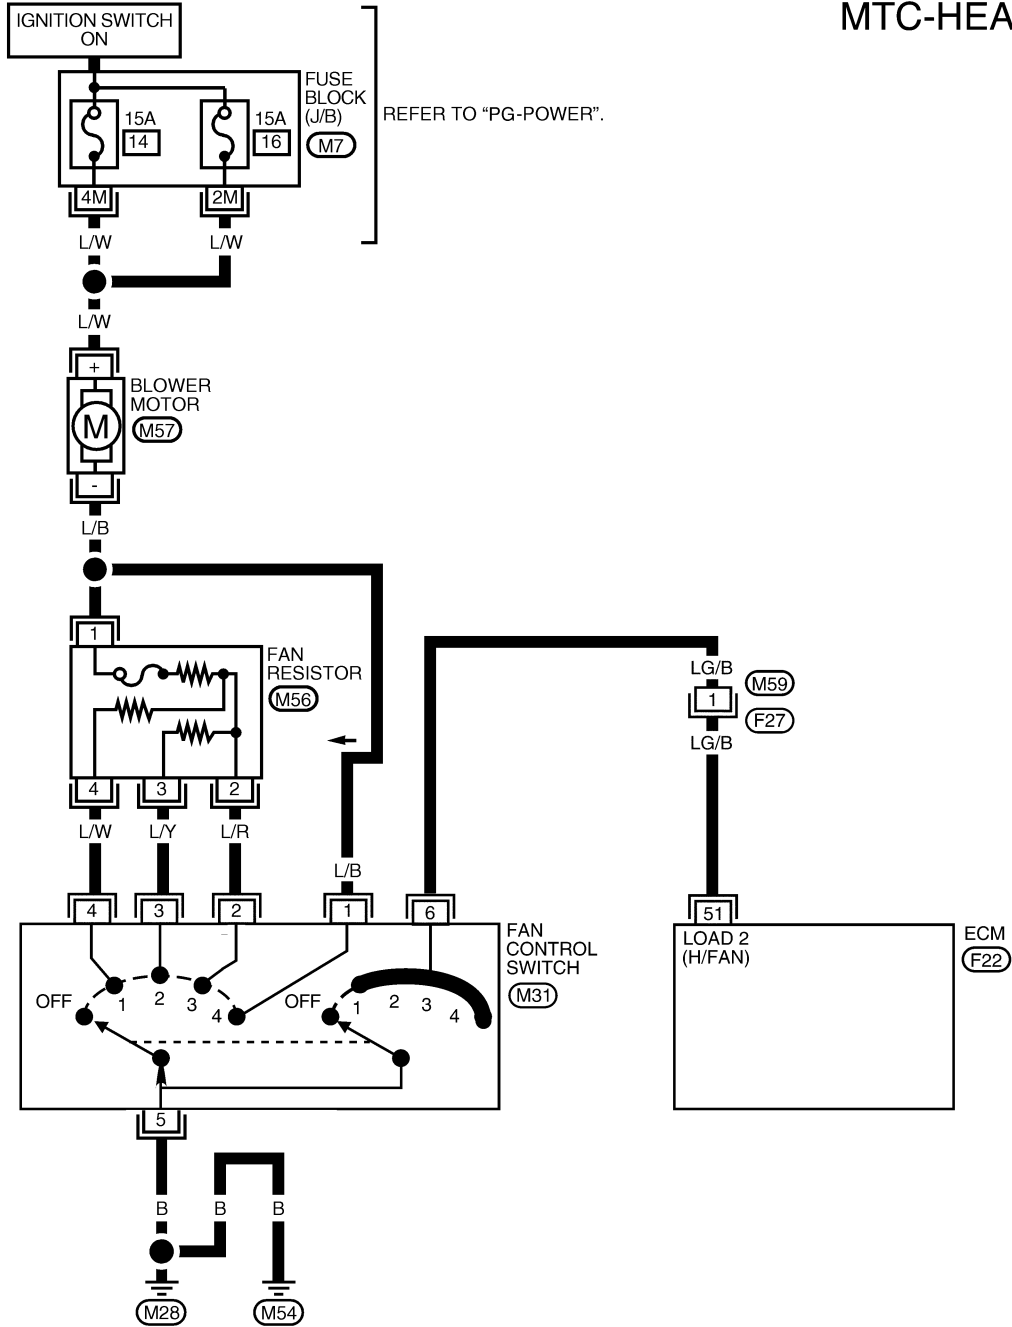 MTC-HEA
IGNITION SWITCH
ON
FUSE
BLOCK
(J/B)
M7
REFER TO “PG-POWER”.
15A
14
15A
16
4M
2M
L/W
L/W
L/W
+
BLOWER
MOTOR
M57
M
-
L/B
1
FAN
RESISTOR
M56
4
3
2
L/W
L/Y
L/R
L/B
LG/B
M59
1
F27
LG/B
4
3
2
1
6
51
FAN
CONTROL
SWITCH
M31
LOAD 2
(H/FAN)
ECM
F22
OFF
1
2
3
4
OFF
1
2
3
4
5
B
B
B
M28
M54